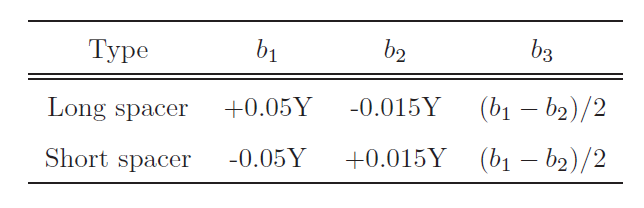 Type b₁ b₂ b₃
Long spacer +0.05Y -0.015Y (b₁ − b₂)/2
Short spacer -0.05Y +0.015Y (b₁ − b₂)/2